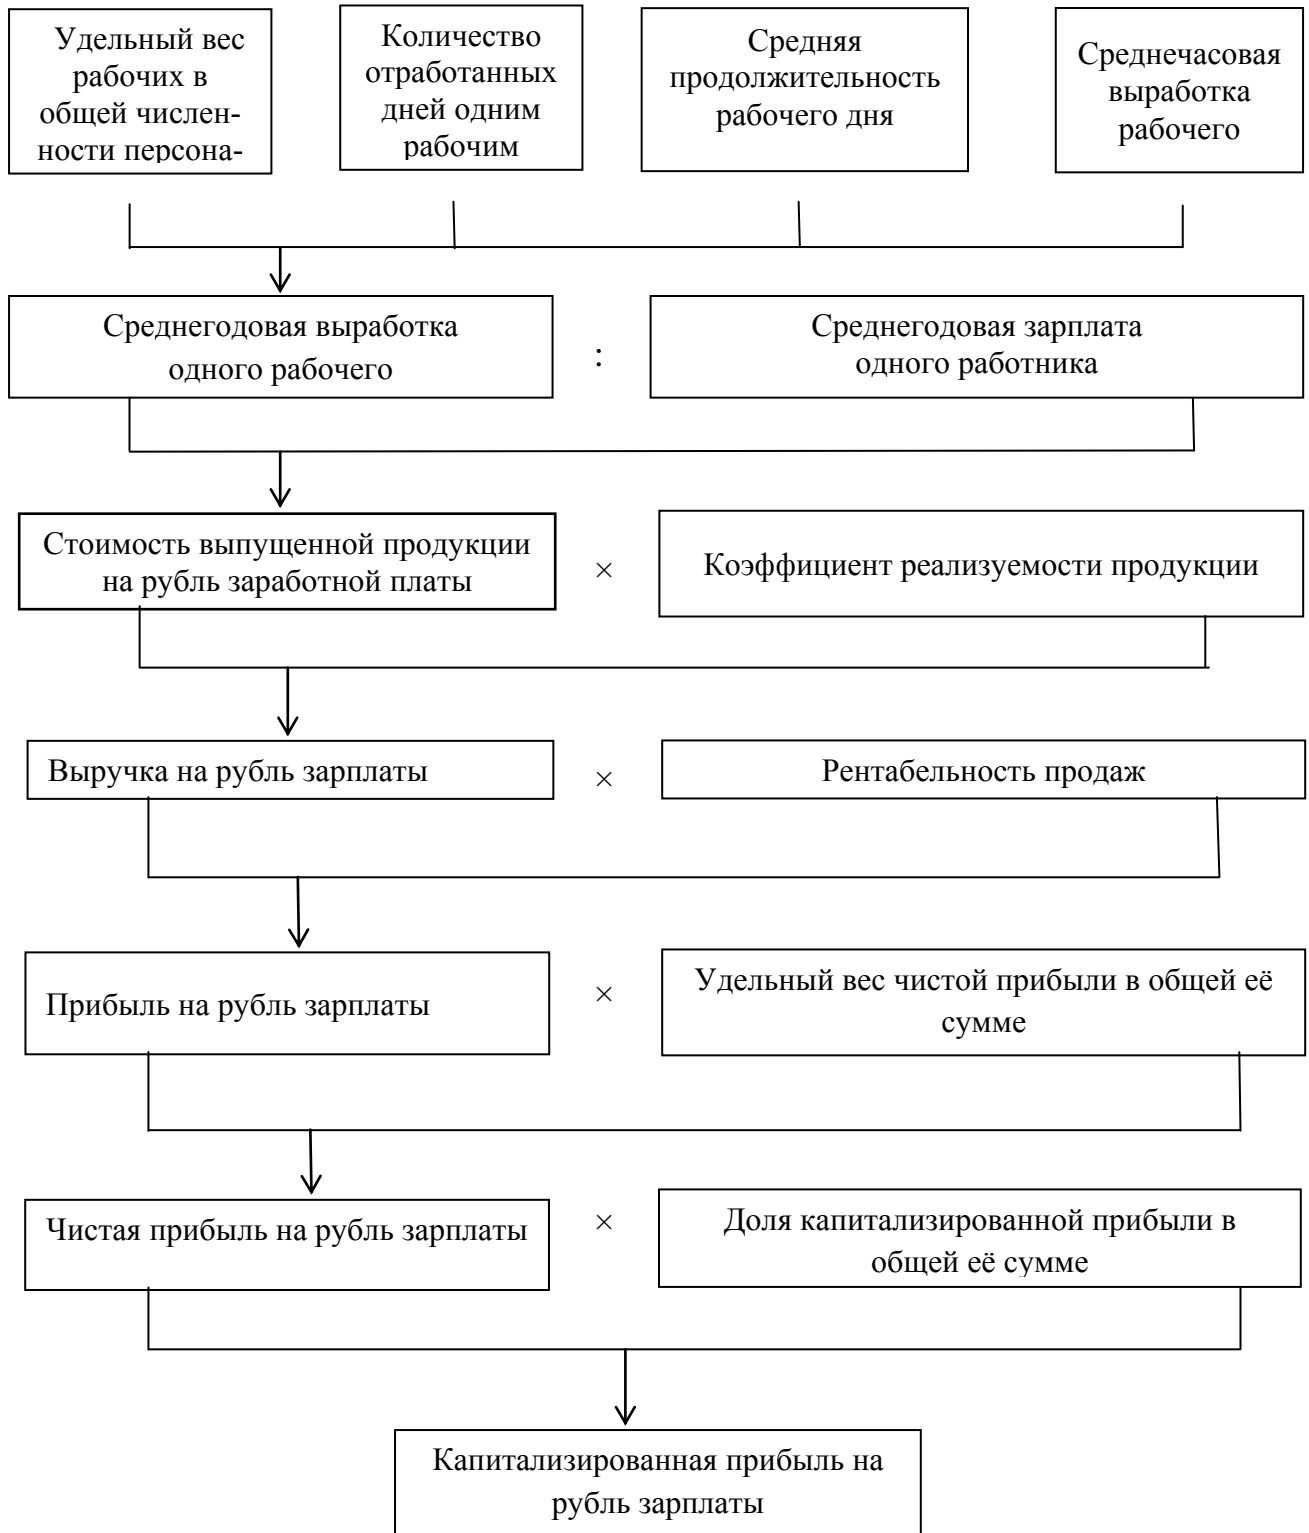 Удельный вес
рабочих в
общей числен-
ности персона-
Количество
отработанных
дней одним
рабочим
Средняя
продолжительность
рабочего дня
Среднечасовая
выработка
рабочего
Среднегодовая выработка
одного рабочего
:
Среднегодовая зарплата
одного работника
Стоимость выпущенной продукции
на рубль заработной платы
×
Коэффициент реализуемости продукции
Выручка на рубль зарплаты
×
Рентабельность продаж
Прибыль на рубль зарплаты
×
Удельный вес чистой прибыли в общей её
сумме
Чистая прибыль на рубль зарплаты
×
Доля капитализированной прибыли в
общей её сумме
Капитализированная прибыль на
рубль зарплаты